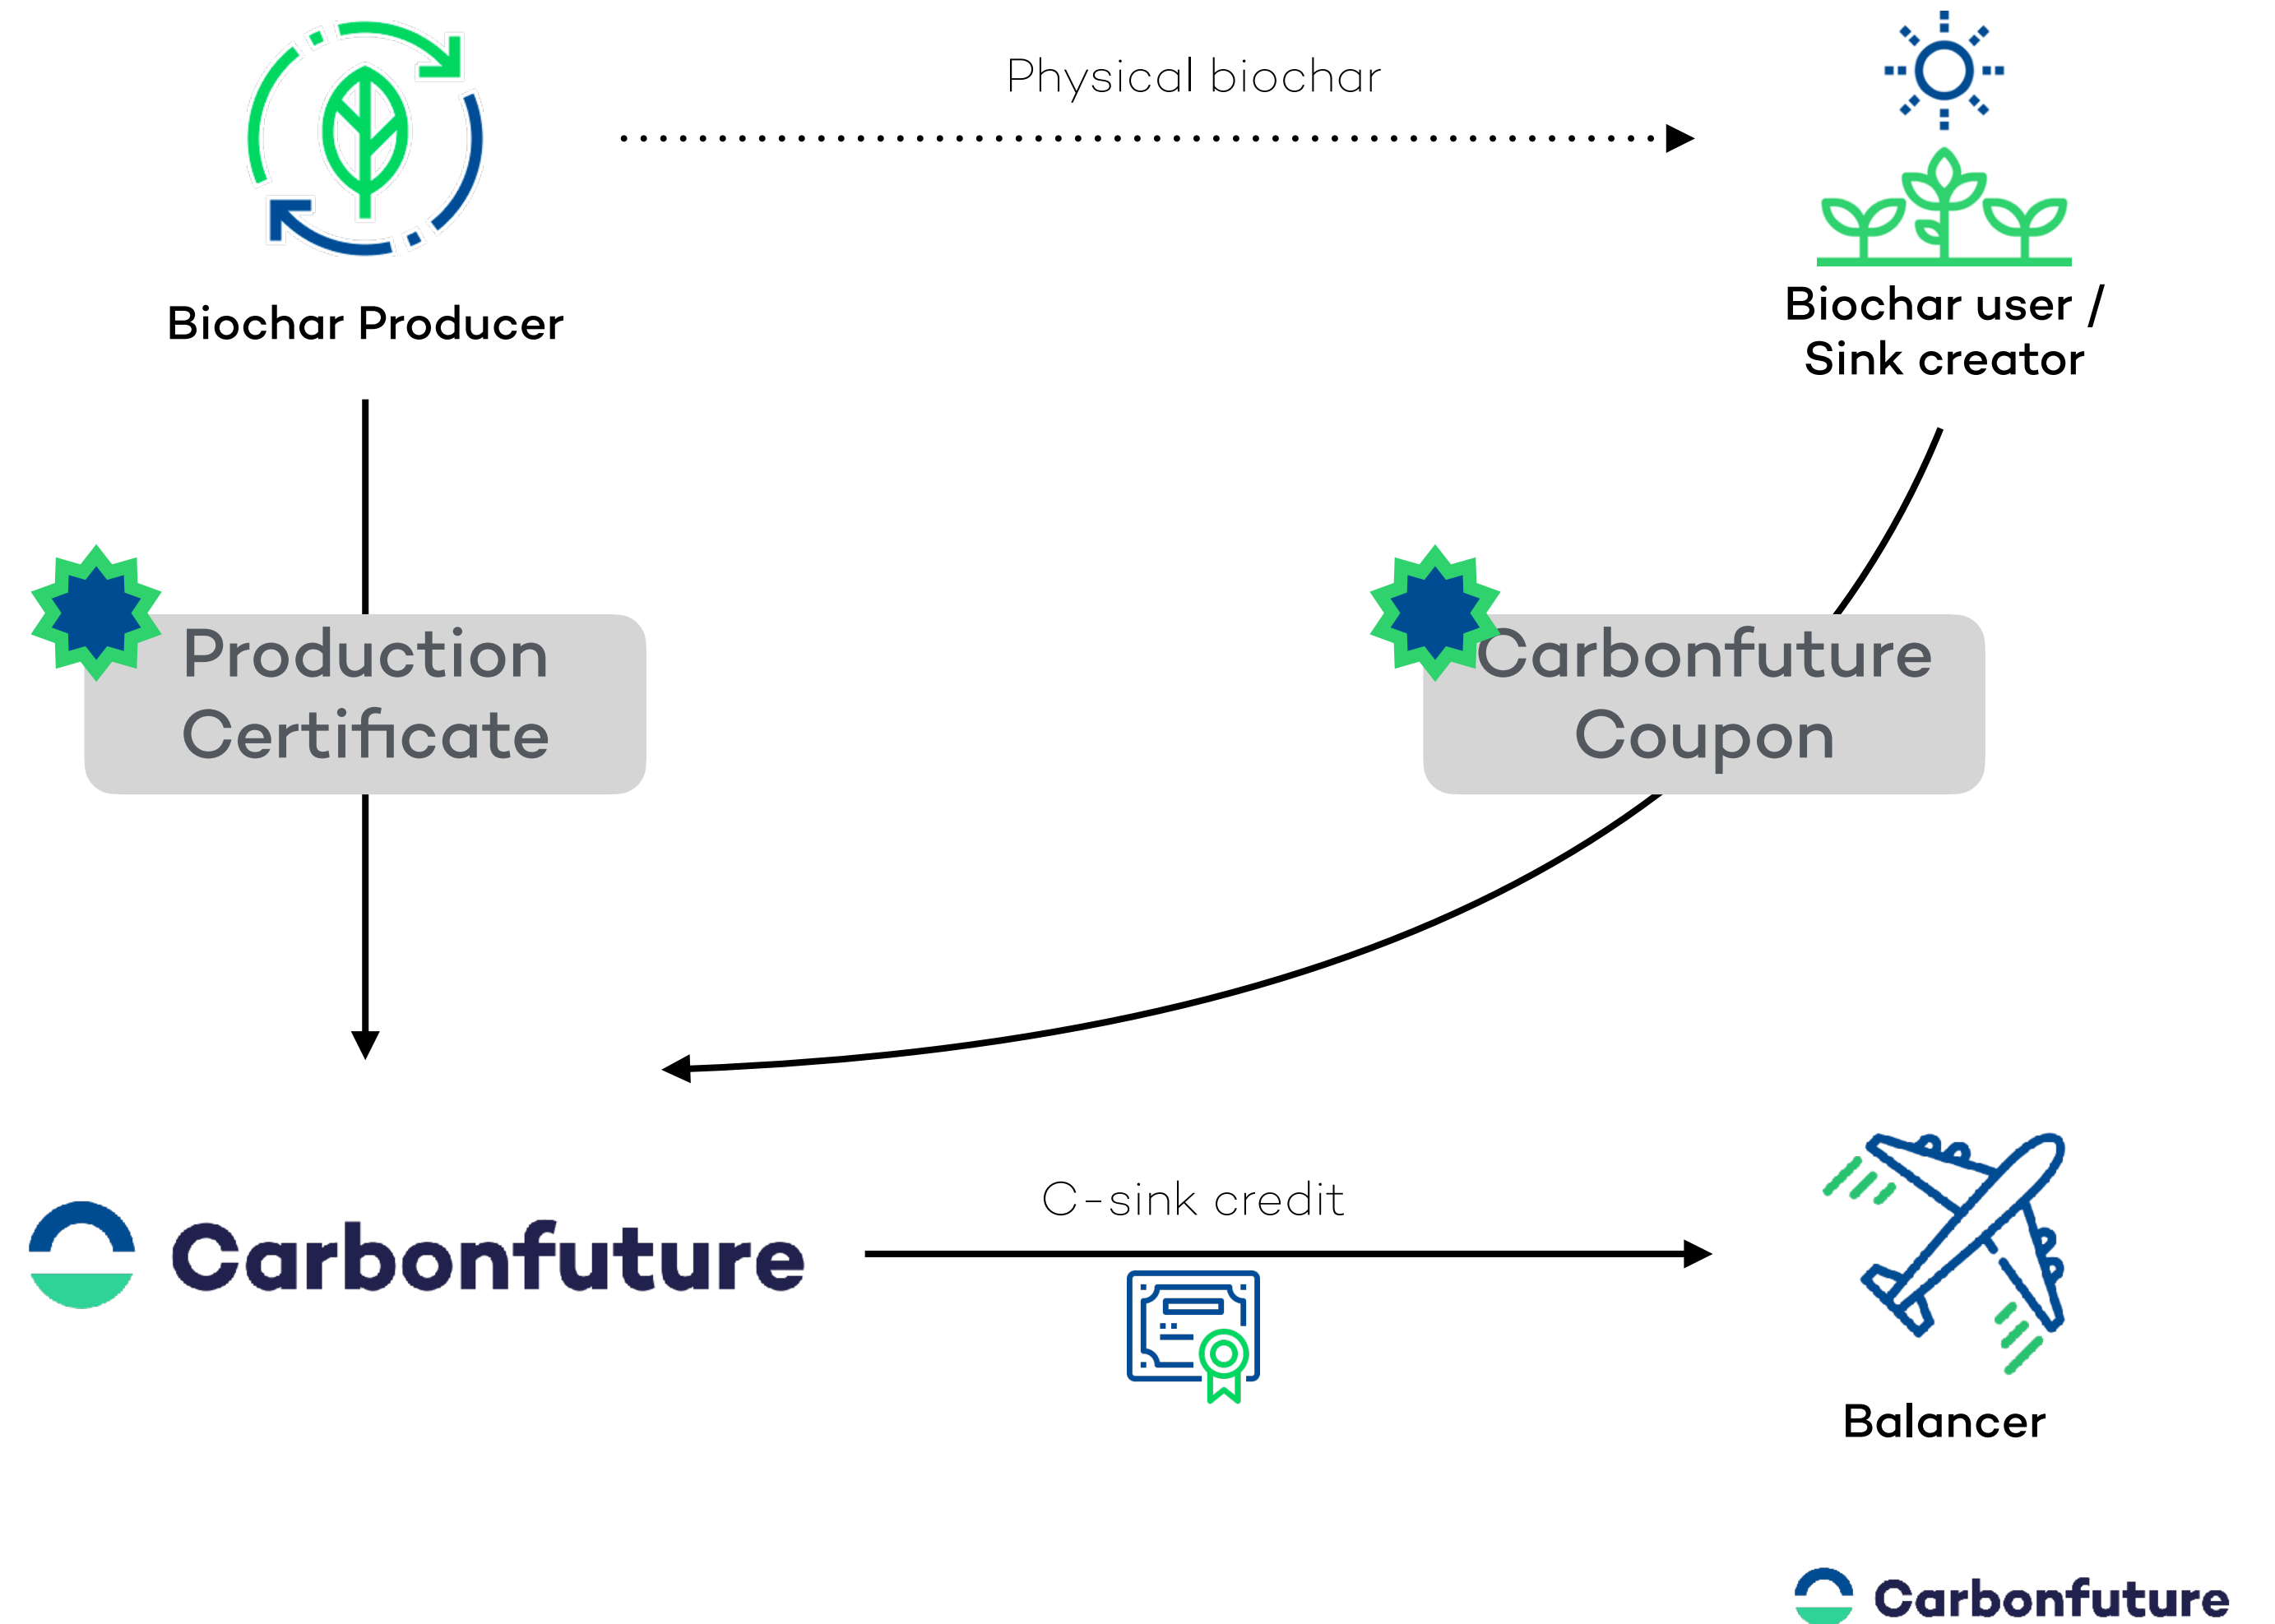 Physical biochar
Biochar Producer
Biochar user /
Sink creator
Production
Certificate
Carbonfuture
Coupon
C-sink credit
Carbonfuture
Balancer
Carbonfuture